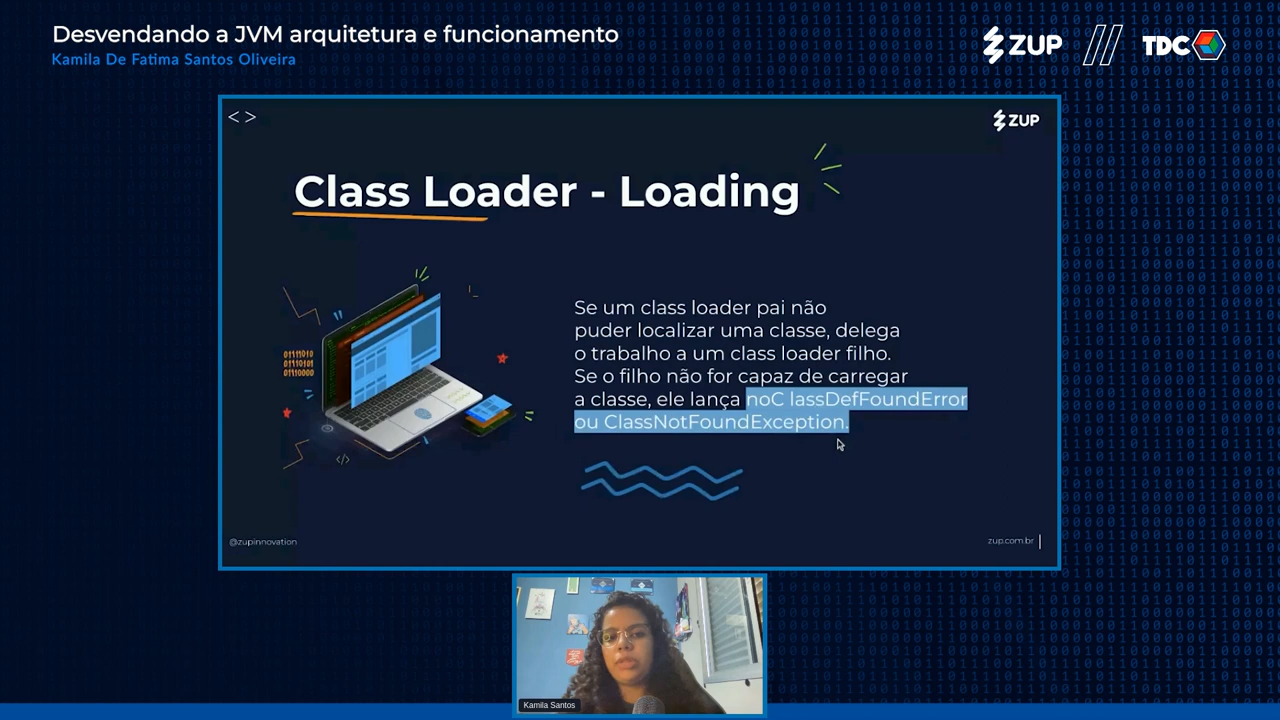 Desvendando a JVM arquitetura e funcionamento
Kamila De Fatima Santos Oliveira
ZUP
TDC
< >
ZUP
Class Loader - Loading
Se um class loader pai não
puder localizar uma classe, delega
o trabalho a um class loader filho.
Se o filho não for capaz de carregar
a classe, ele lança noC lassDefFoundError
ou ClassNotFoundException.
01111010
01110101
01110000
</>
@zupinnovation
zup.com.br
Kamila Santos